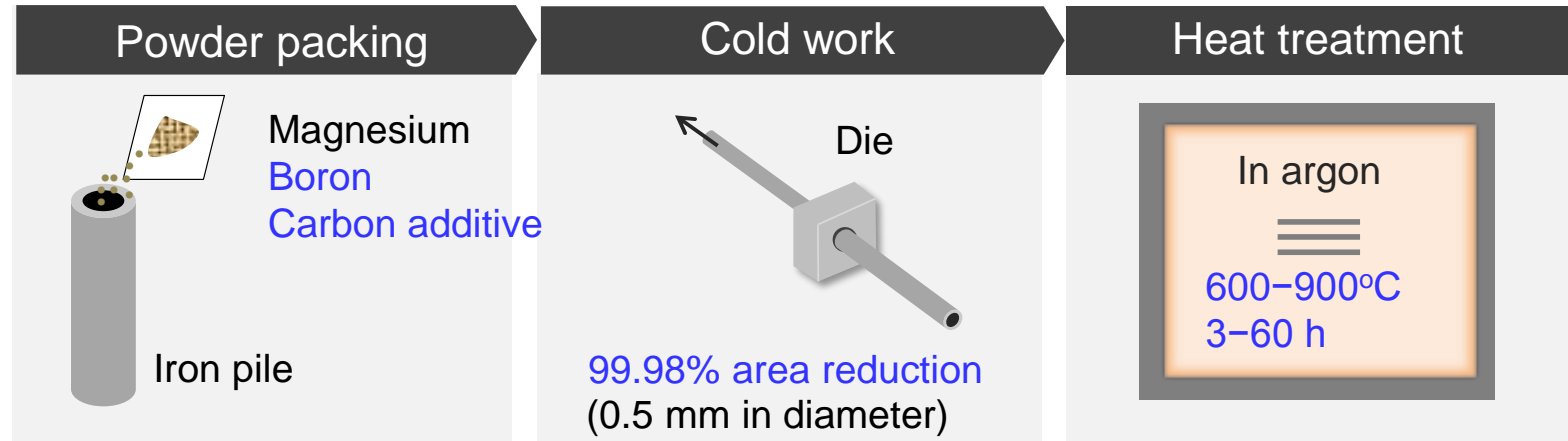 Powder packing
Magnesium
Boron
Carbon additive
Iron pile
Cold work
Die
99.98% area reduction
(0.5 mm in diameter)
Heat treatment
In argon
600−900°C
3−60 h